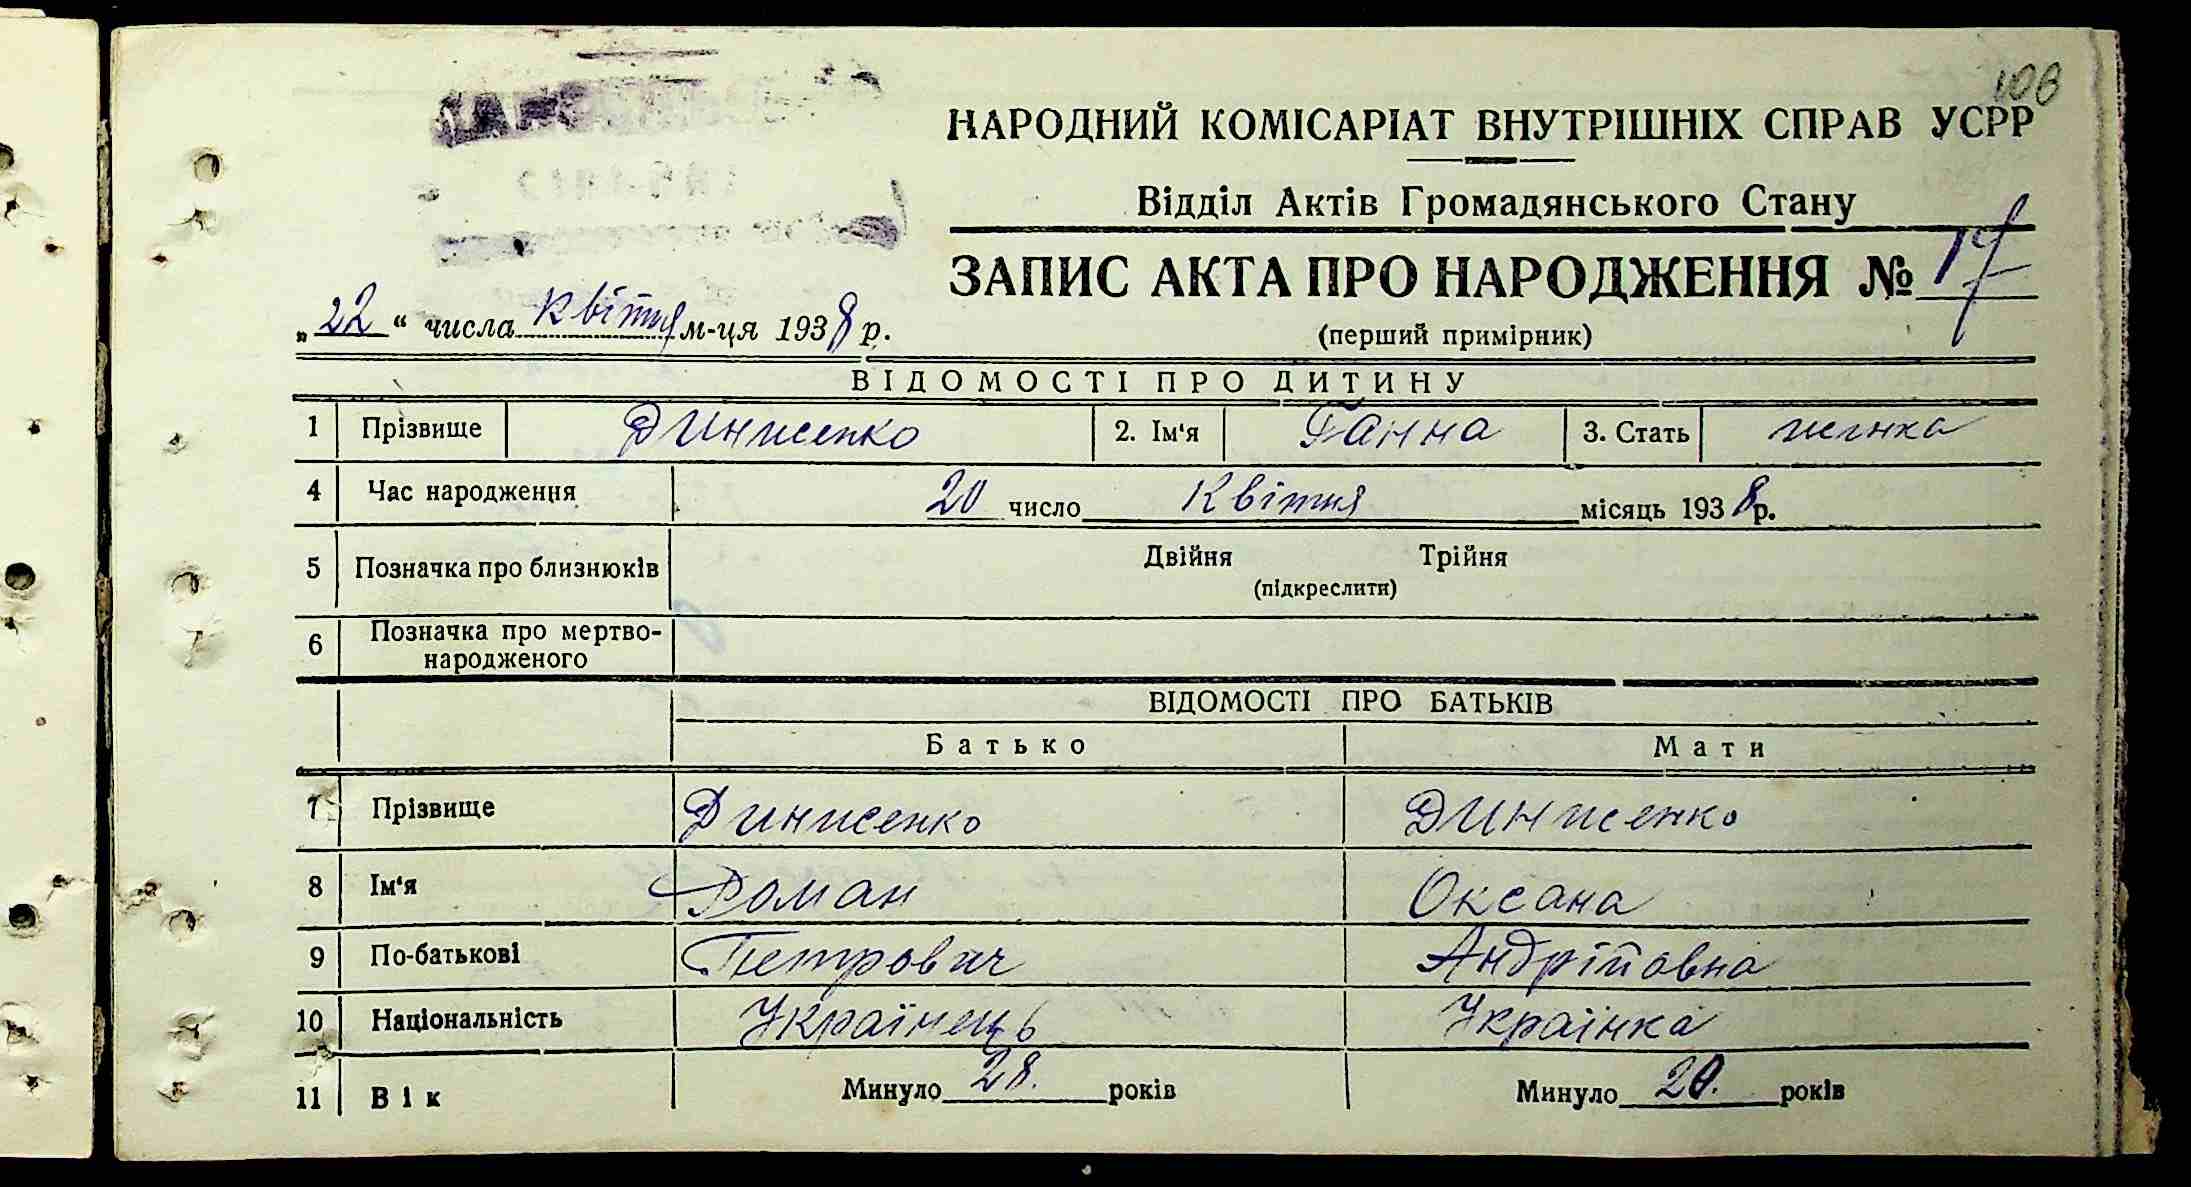 108
НАРОДНИЙ КОМІСАРІАТ ВНУТРІШНІХ СПРАВ УСРР
Відділ Актів Громадянського Стану
ЗАПИС АКТА ПРО НАРОДЖЕННЯ № 17
„22“ числа квітня м-ця 1938 р.
(перший примірник)
ВІДОМОСТІ ПРО ДИТИНУ
1 Прізвище Динисенко 2. Ім'я Ганна 3. Стать жінка
4 Час народження 20 число квітня місяць 1938 р.
5 Позначка про близнюків Двійня Трійня
(підкреслити)
6 Позначка про мертво-
народженого
ВІДОМОСТІ ПРО БАТЬКІВ
Батько Мати
7 Прізвище Динисенко Динисенко
8 Ім'я Роман Оксана
9 По-батькові Петрович Андрійовна
10 Національність Українець Українка
11 Вік Минуло 28. років Минуло 20. років